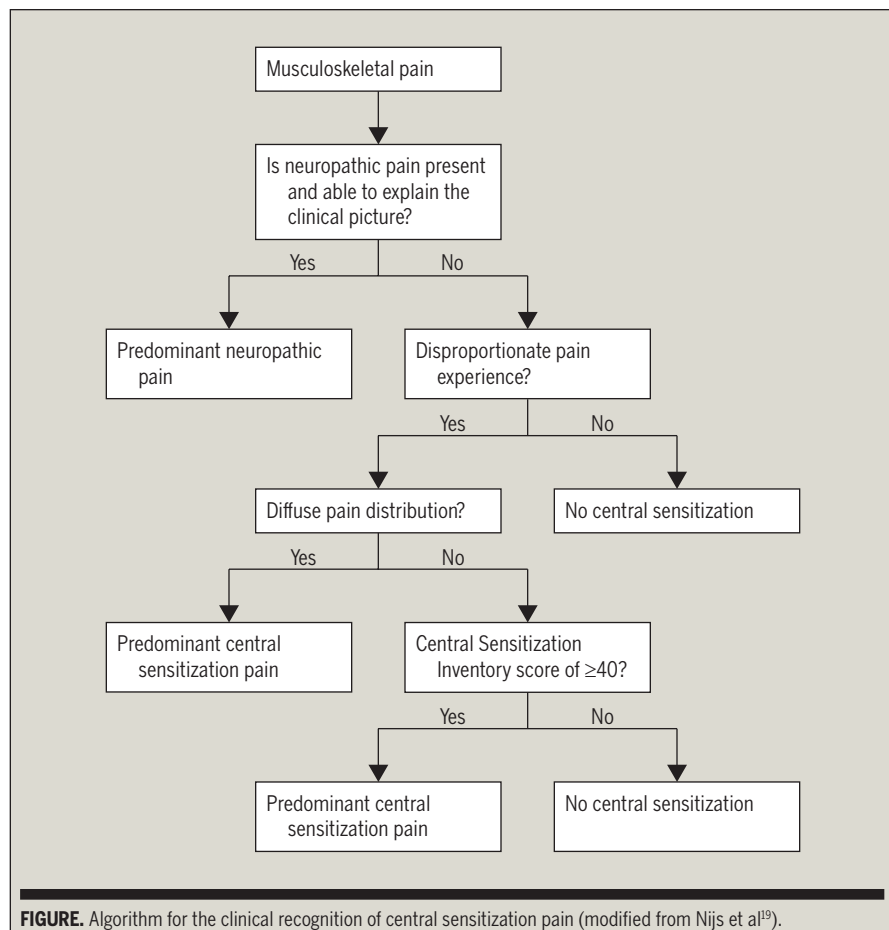 Musculoskeletal pain
Is neuropathic pain present
and able to explain the
clinical picture?
Yes No
Predominant neuropathic
pain
Disproportionate pain
experience?
Yes No
Diffuse pain distribution?
No central sensitization
Yes No
Predominant central
sensitization pain
Central Sensitization
Inventory score of ≥40?
Yes No
Predominant central
sensitization pain
No central sensitization
FIGURE. Algorithm for the clinical recognition of central sensitization pain (modified from Nijs et al19).